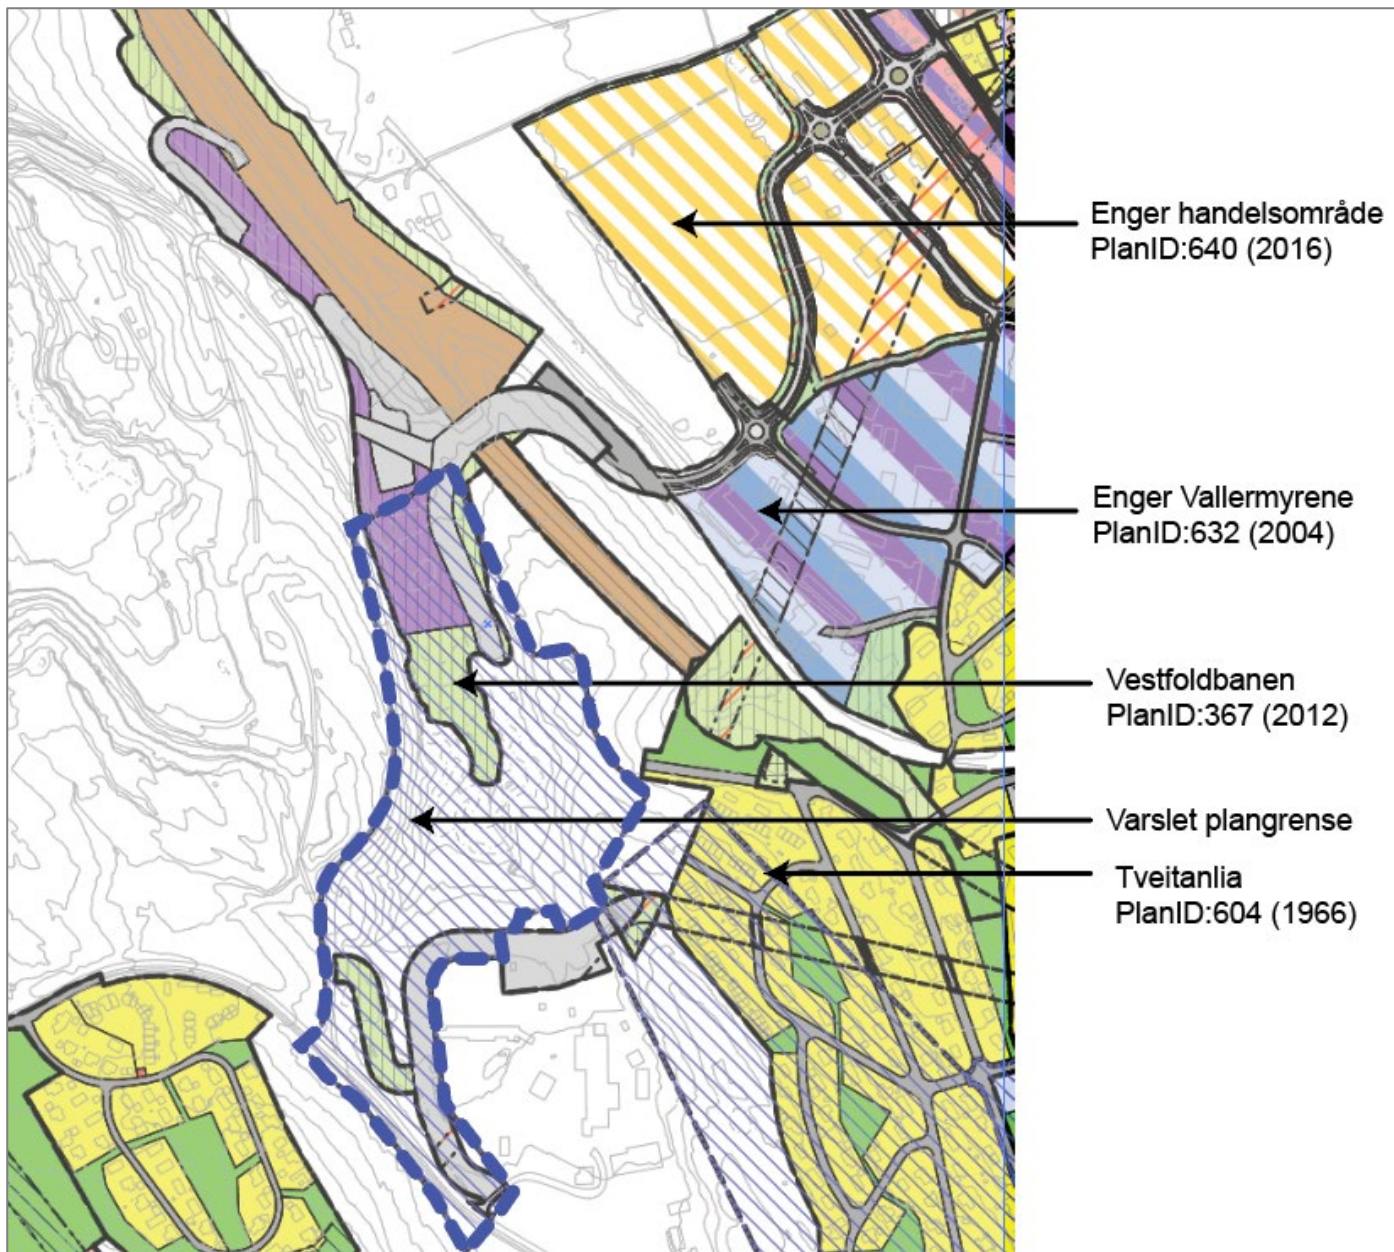 Enger handelsområde
PlanID:640 (2016)
Enger Vallermyrene
PlanID:632 (2004)
Vestfoldbanen
PlanID:367 (2012)
Varslet plangrense
Tveitanlia
PlanID:604 (1966)